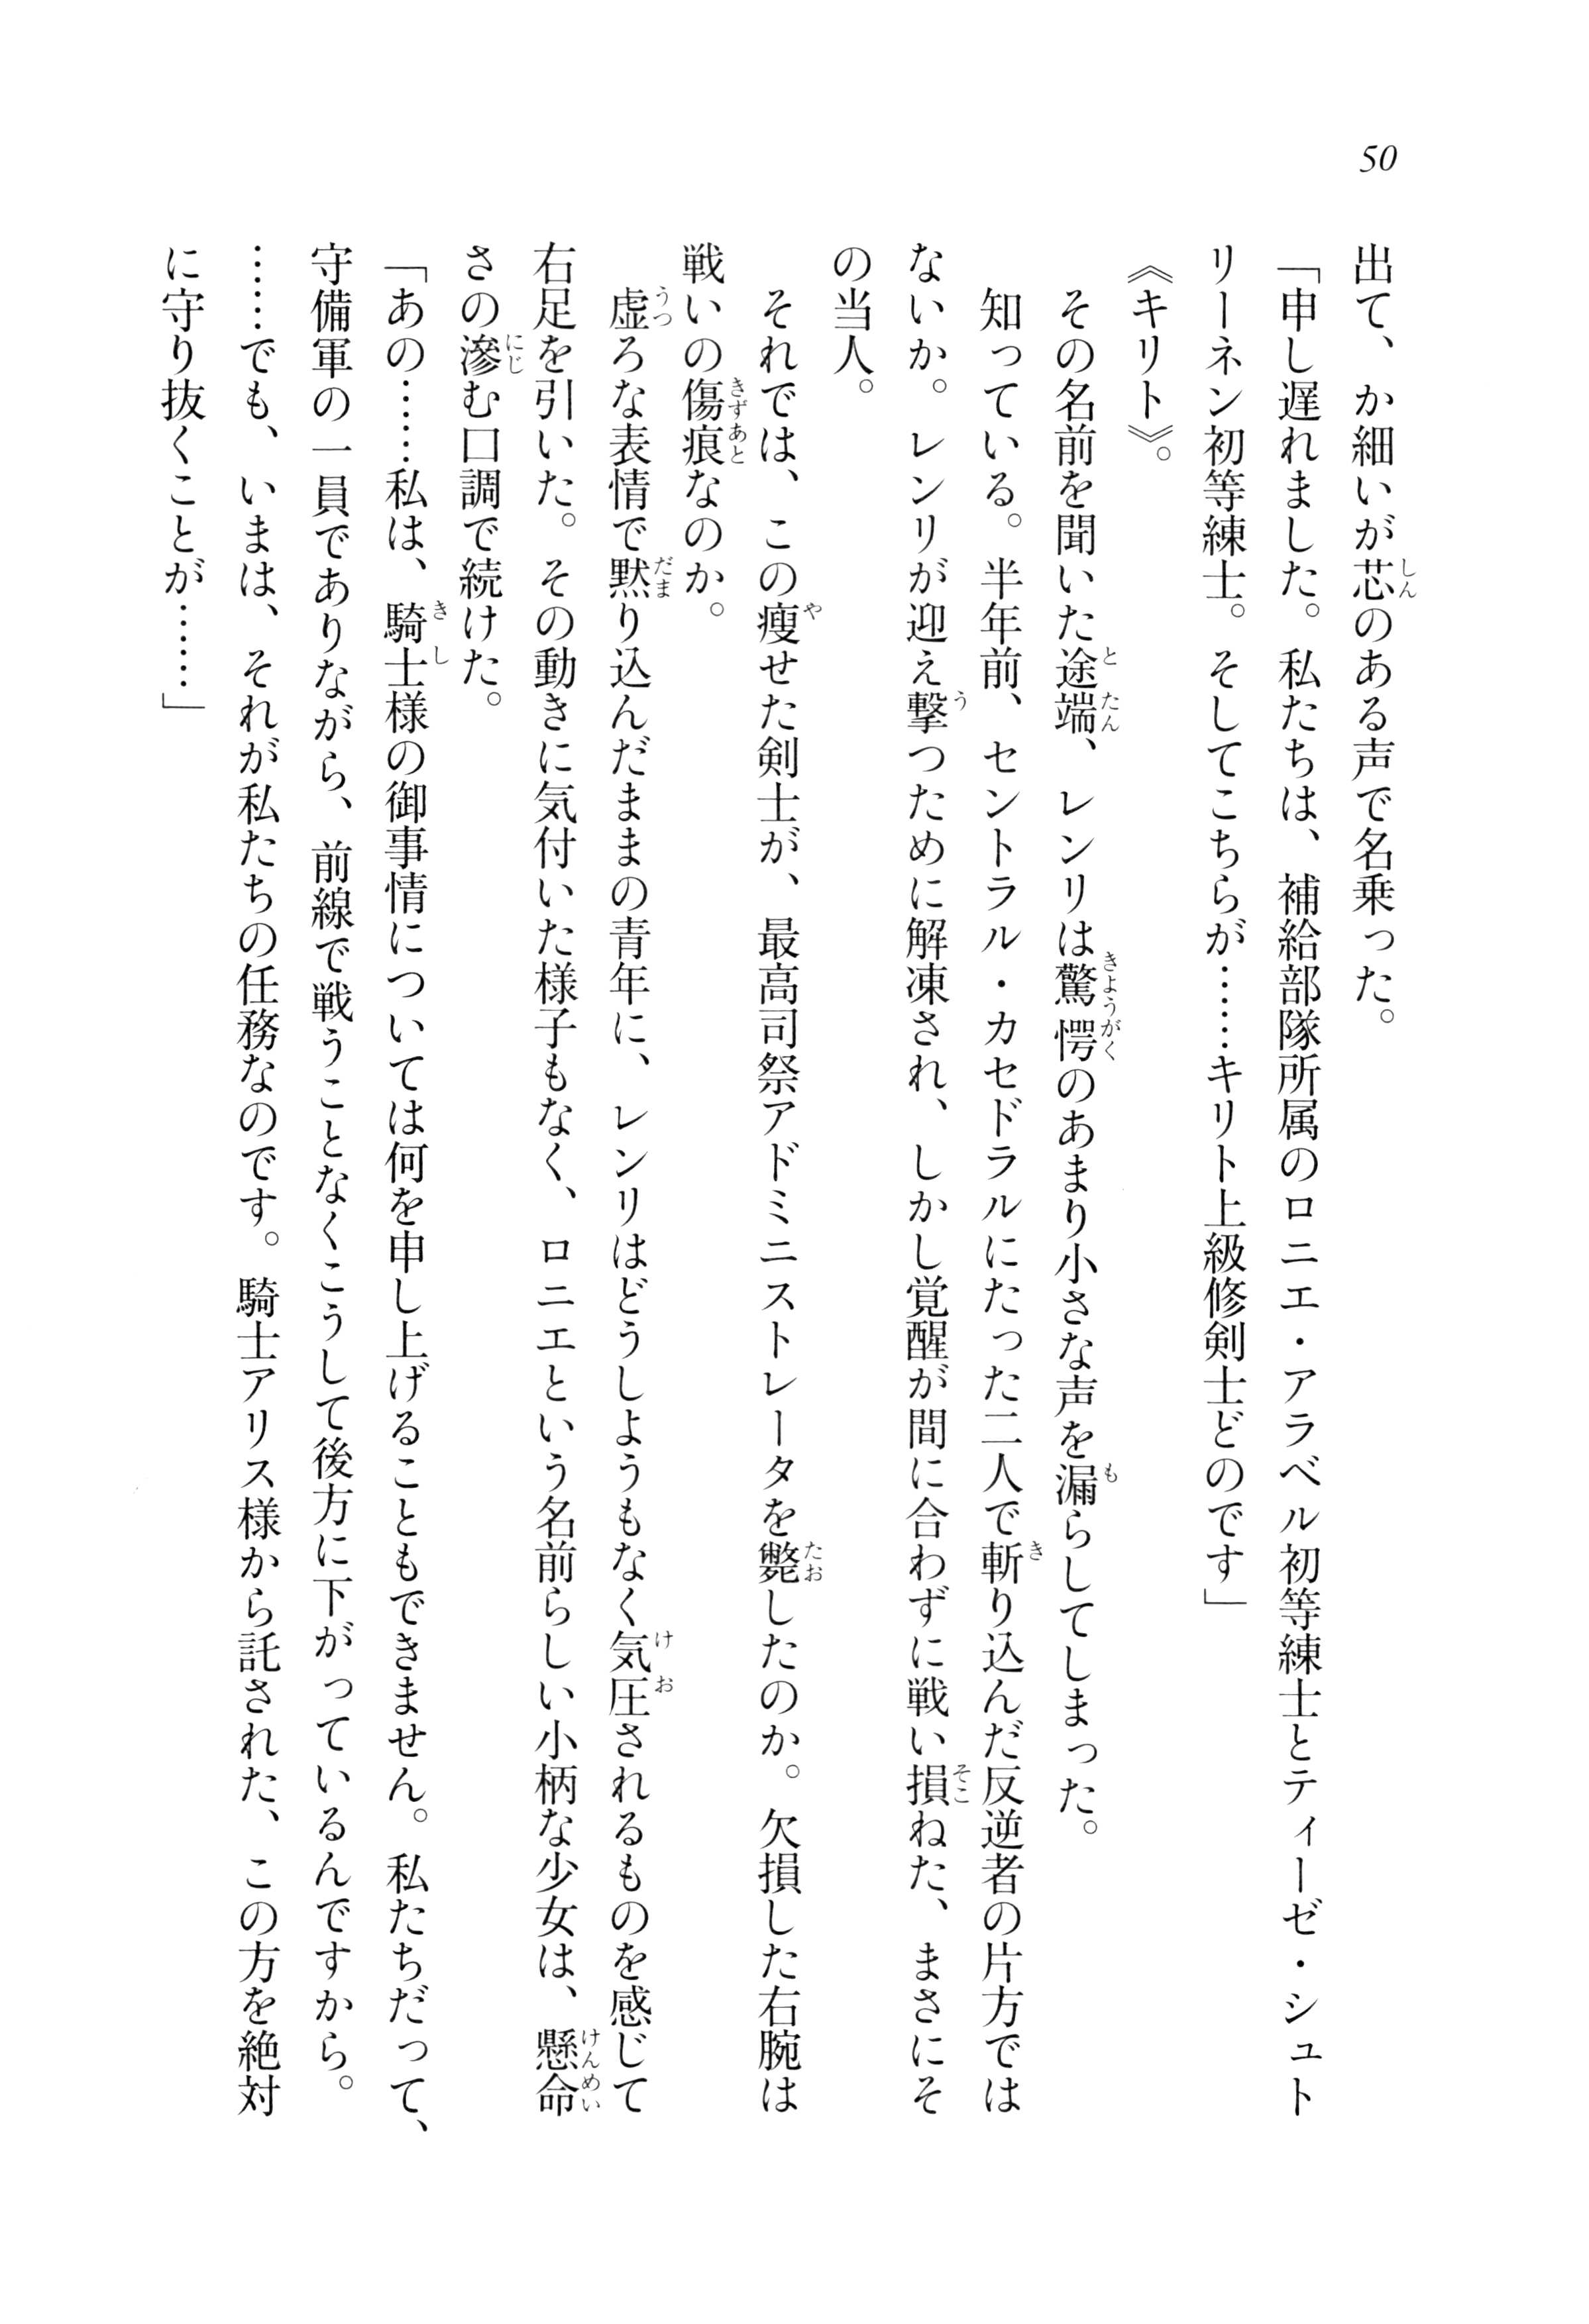 50
出て、か細いが芯のある声で名乗った。
「申し遅れました。私たちは、補給部隊所属のロニエ・アラベル初等練士とティーゼ・シュト
リーネン初等練士。そしてこちらが……キリト上級修剣士どのです」
《キリト》。
その名前を聞いた途端、レンリは驚愕のあまり小さな声を漏らしてしまった。
知っている。半年前、セントラル・カセドラルにたった二人で斬り込んだ反逆者の片方では
ないか。レンリが迎え撃つために解凍され、しかし覚醒が間に合わずに戦い損ねた、まさにそ
の当人。
それでは、この痩せた剣士が、最高司祭アドミニストレータを斃したのか。欠損した右腕は
戦いの傷痕なのか。
虚ろな表情で黙り込んだままの青年に、レンリはどうしようもなく気圧されるものを感じて
右足を引いた。その動きに気付いた様子もなく、ロニエという名前らしい小柄な少女は、懸命
さの滲む口調で続けた。
「あの……私は、騎士様の御事情については何を申し上げることもできません。私たちだって、
守備軍の一員でありながら、前線で戦うことなくこうして後方に下がっているんですから。
……でも、いまは、それが私たちの任務なのです。騎士アリス様から託された、この方を絶対
に守り抜くことが……」